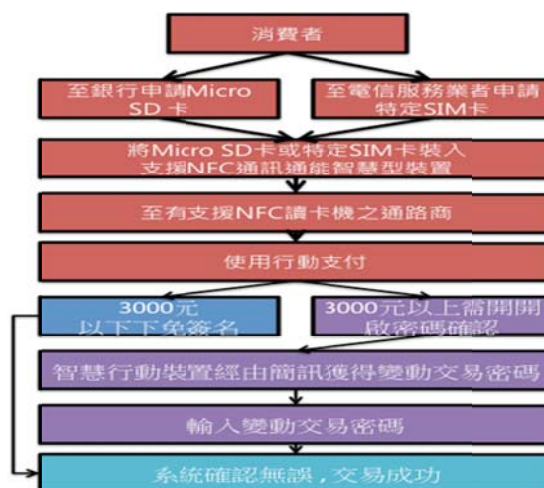 消費者
至銀行申請Micro
SD 卡
至電信服務業者申請
特定SIM卡
將Micro SD卡或特定SIM卡裝入
支援NFC通訊通能智慧型裝置
至有支援NFC讀卡機之通路商
使用行動支付
3000元
以下下免簽名
3000元以上需開開
啟密碼確認
智慧行動裝置經由簡訊獲得變動交易密碼
輸入變動交易密碼
系統確認無誤,交易成功